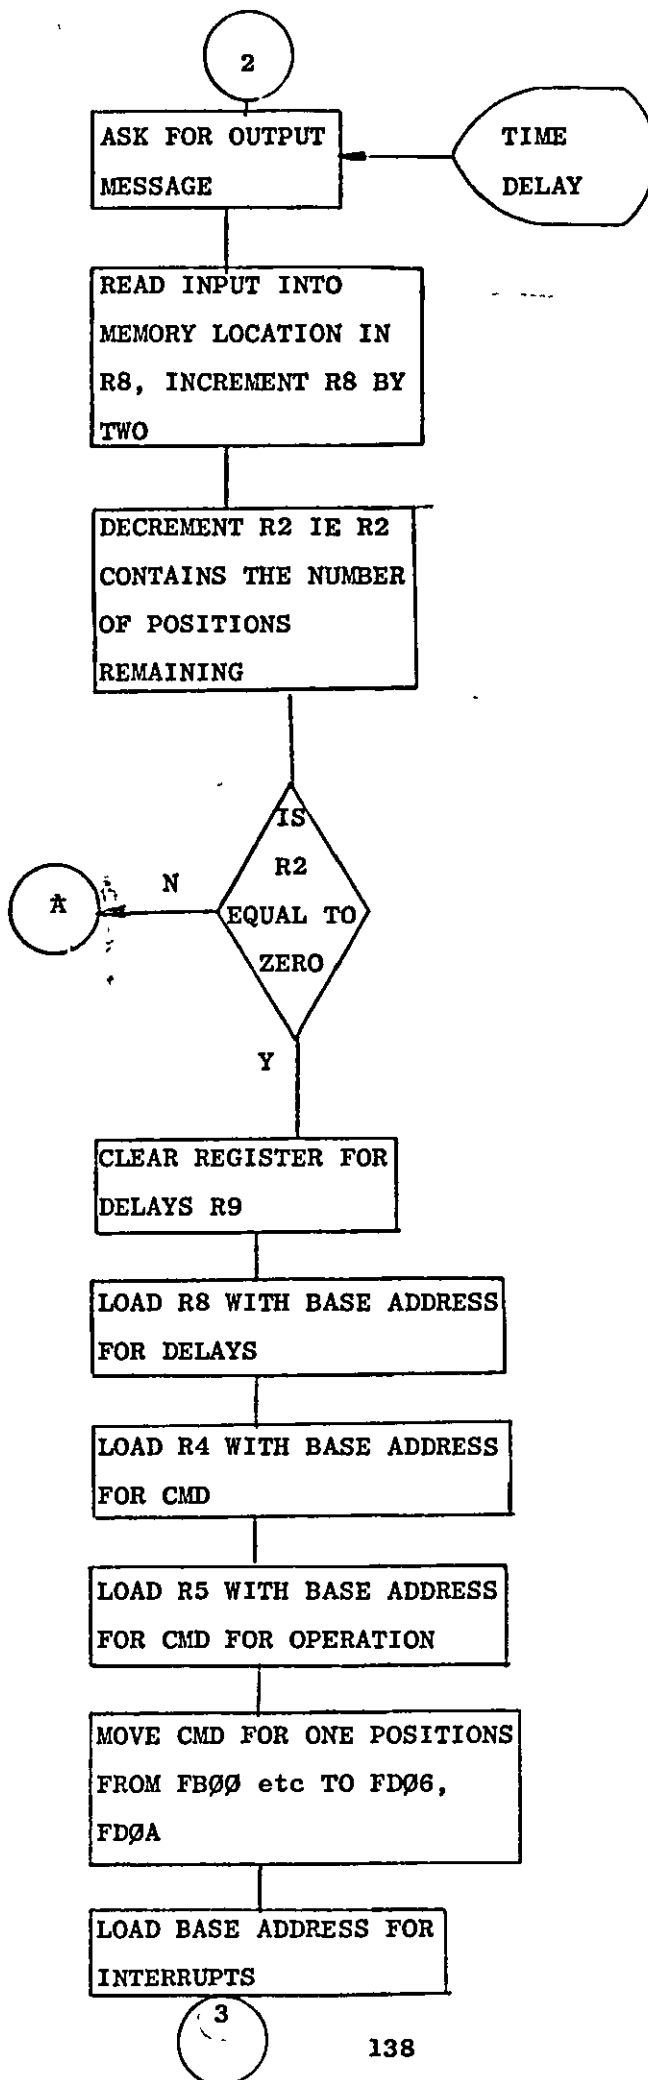 2
ASK FOR OUTPUT
MESSAGE
TIME
DELAY
READ INPUT INTO
MEMORY LOCATION IN
R8, INCREMENT R8 BY
TWO
DECREMENT R2 IE R2
CONTAINS THE NUMBER
OF POSITIONS
REMAINING
IS
R2
EQUAL TO
ZERO
N
A
Y
CLEAR REGISTER FOR
DELAYS R9
LOAD R8 WITH BASE ADDRESS
FOR DELAYS
LOAD R4 WITH BASE ADDRESS
FOR CMD
LOAD R5 WITH BASE ADDRESS
FOR CMD FOR OPERATION
MOVE CMD FOR ONE POSITIONS
FROM FBØØ etc TO FDØ6,
FDØA
LOAD BASE ADDRESS FOR
INTERRUPTS
3
138